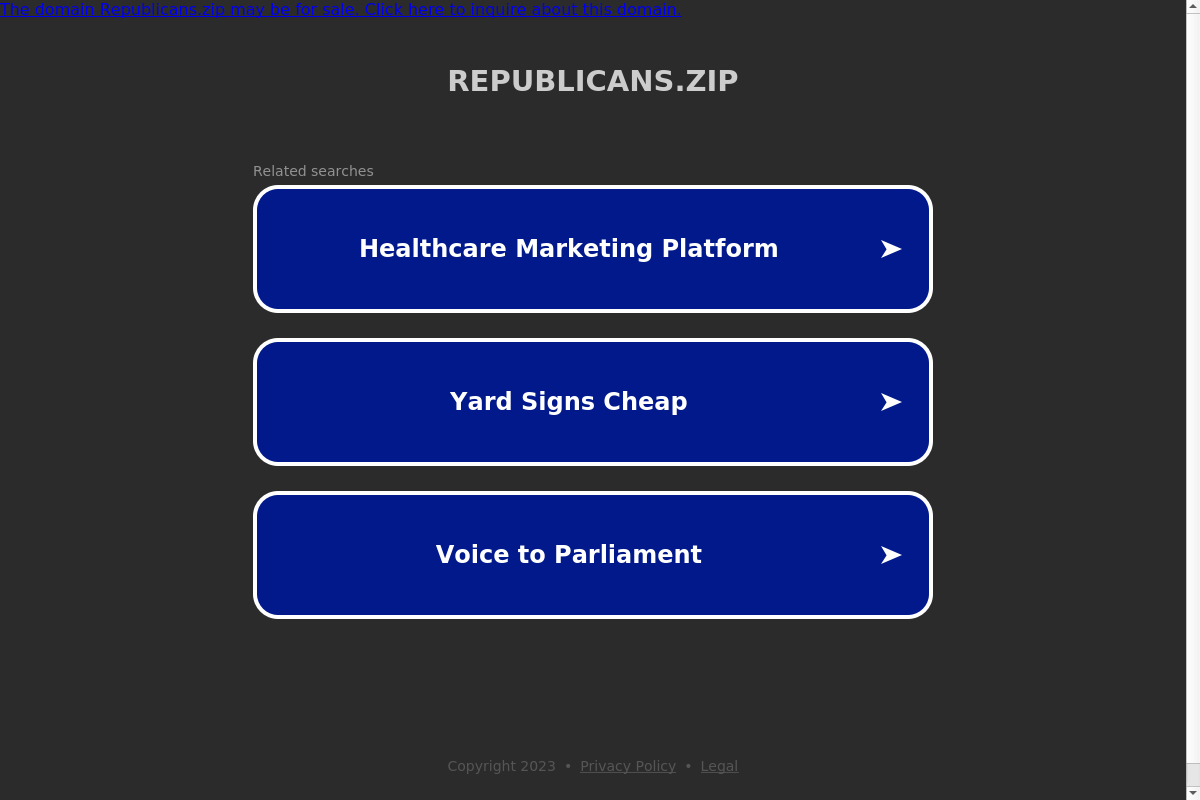 The domain Republicans.zip may be for sale. Click here to inquire about this domain.
REPUBLICANS.ZIP
Related searches
Healthcare Marketing Platform
Yard Signs Cheap
Voice to Parliament
Copyright 2023 • Privacy Policy • Legal